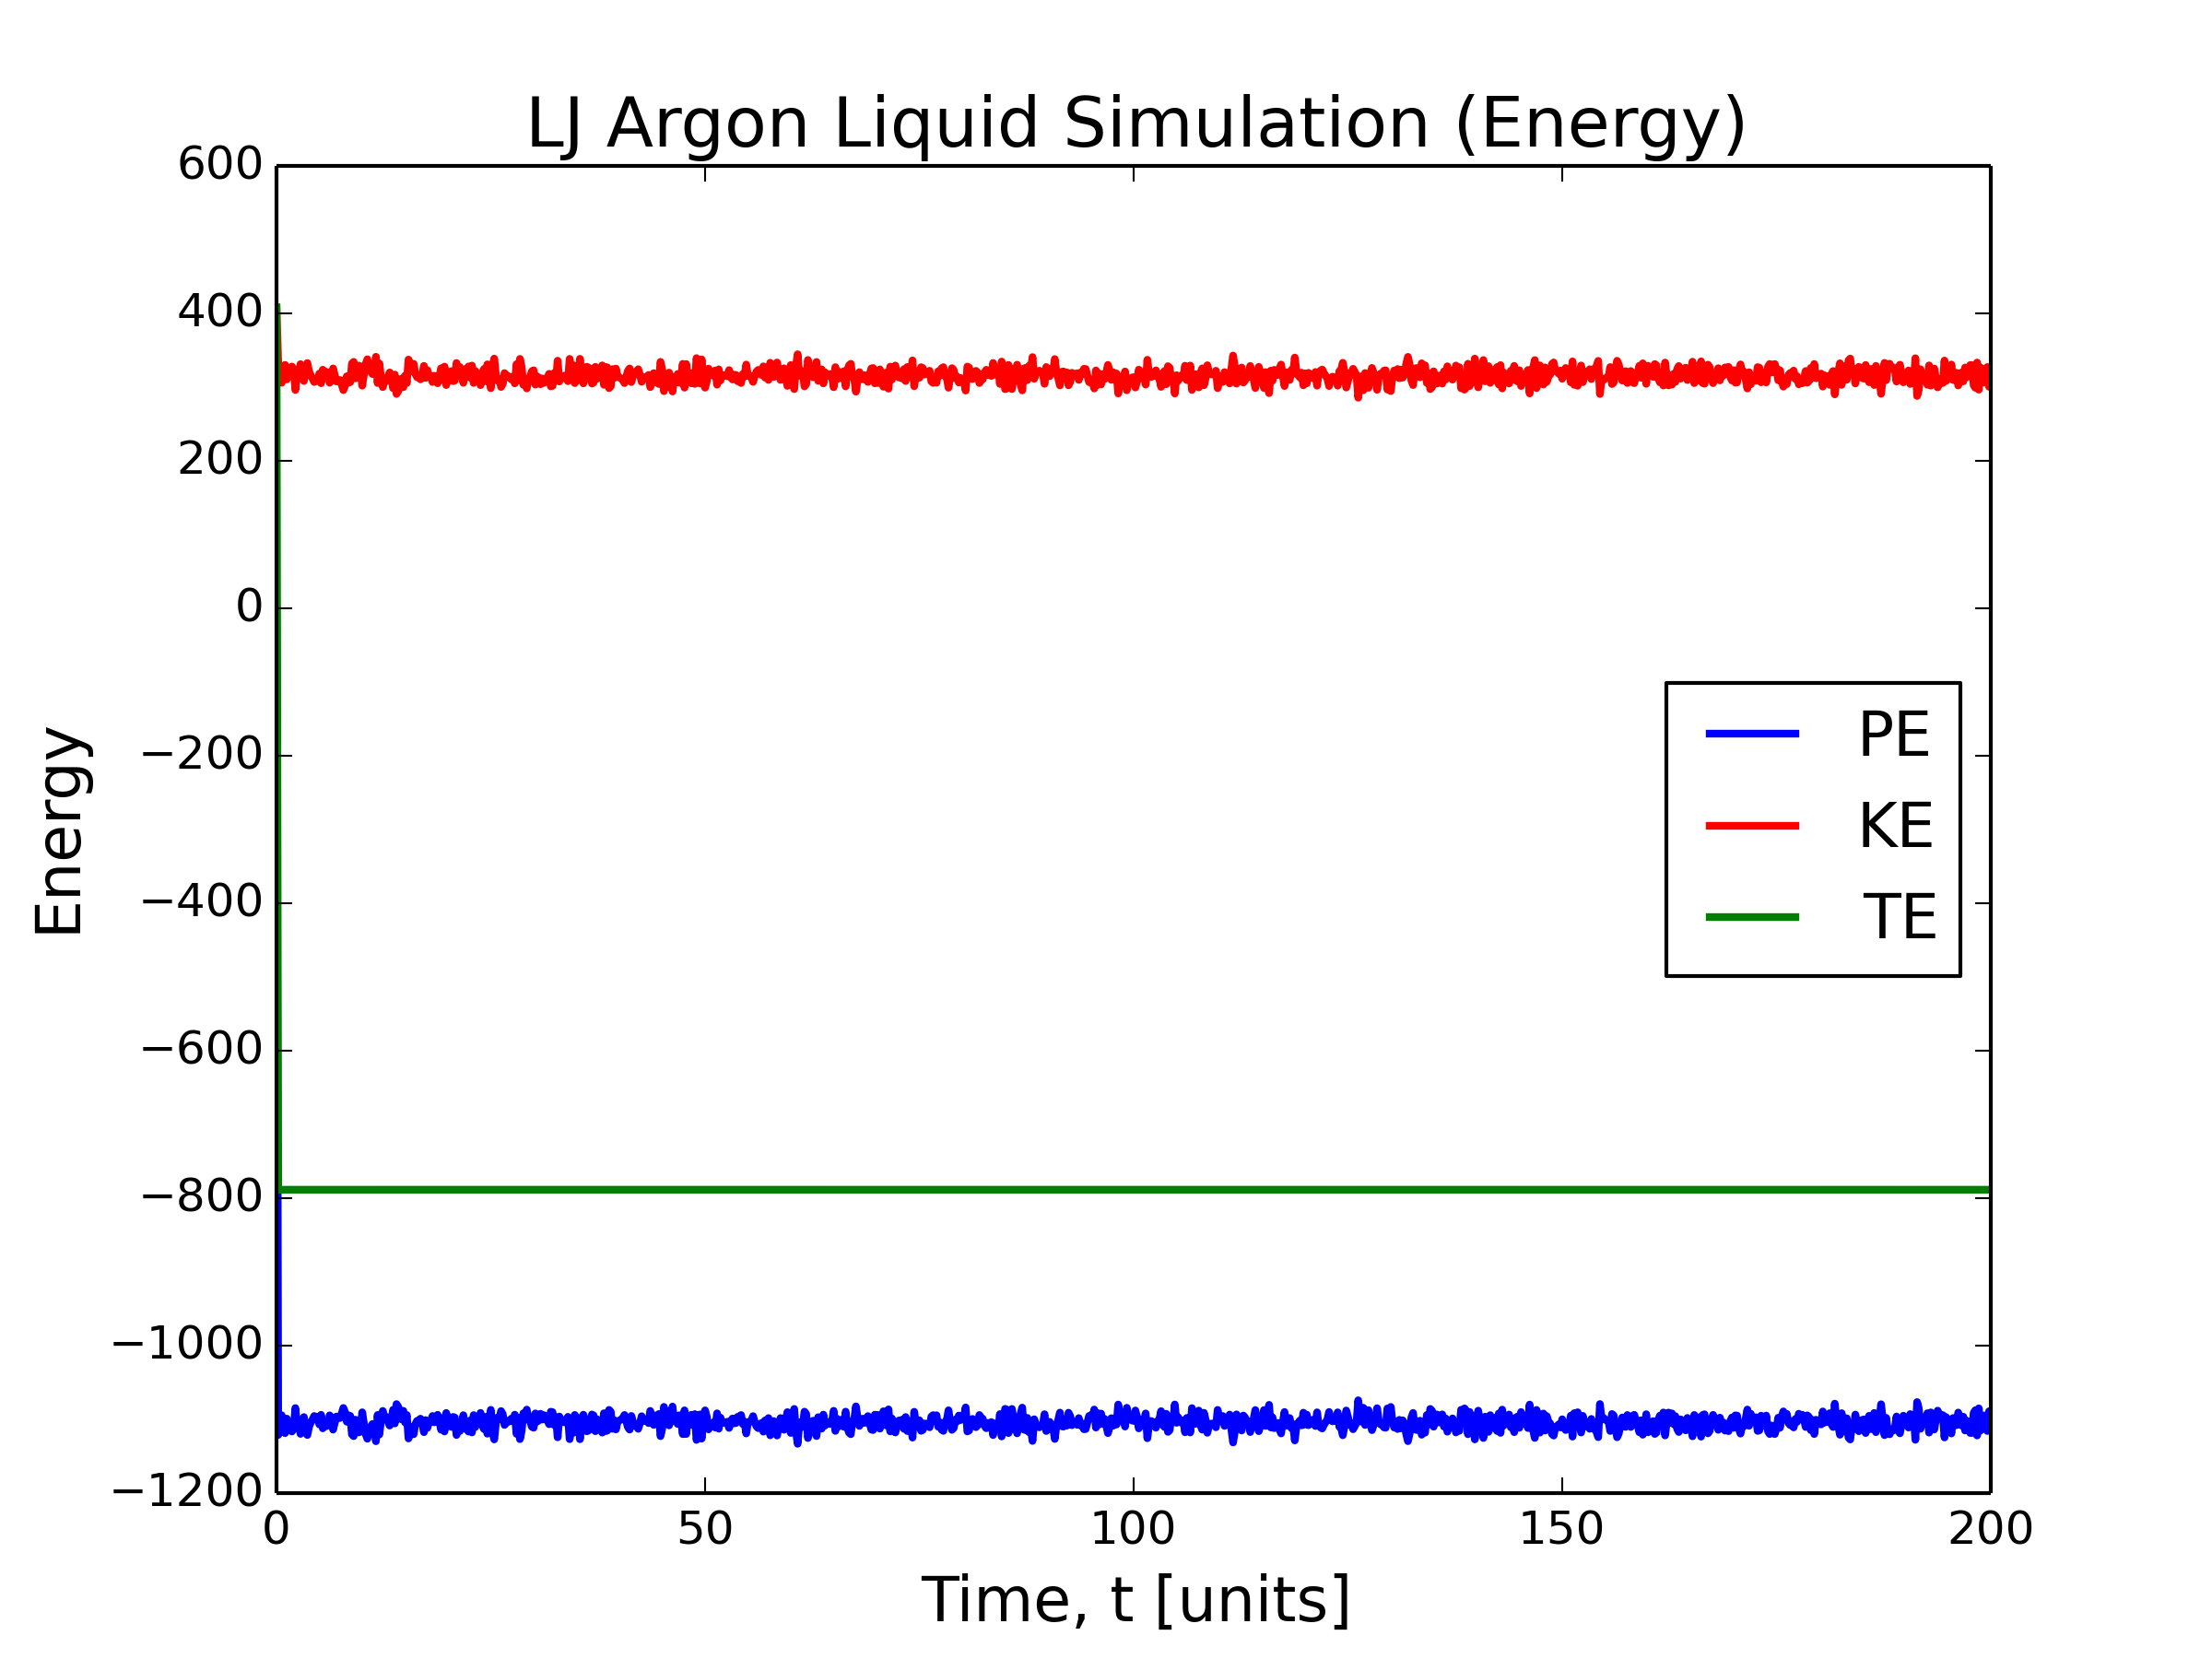 LJ Argon Liquid Simulation (Energy)
600
400
200
0
−200
−400
−600
−800
−1000
−1200
Energy
PE
KE
TE
0 50 100 150 200
Time, t [units]